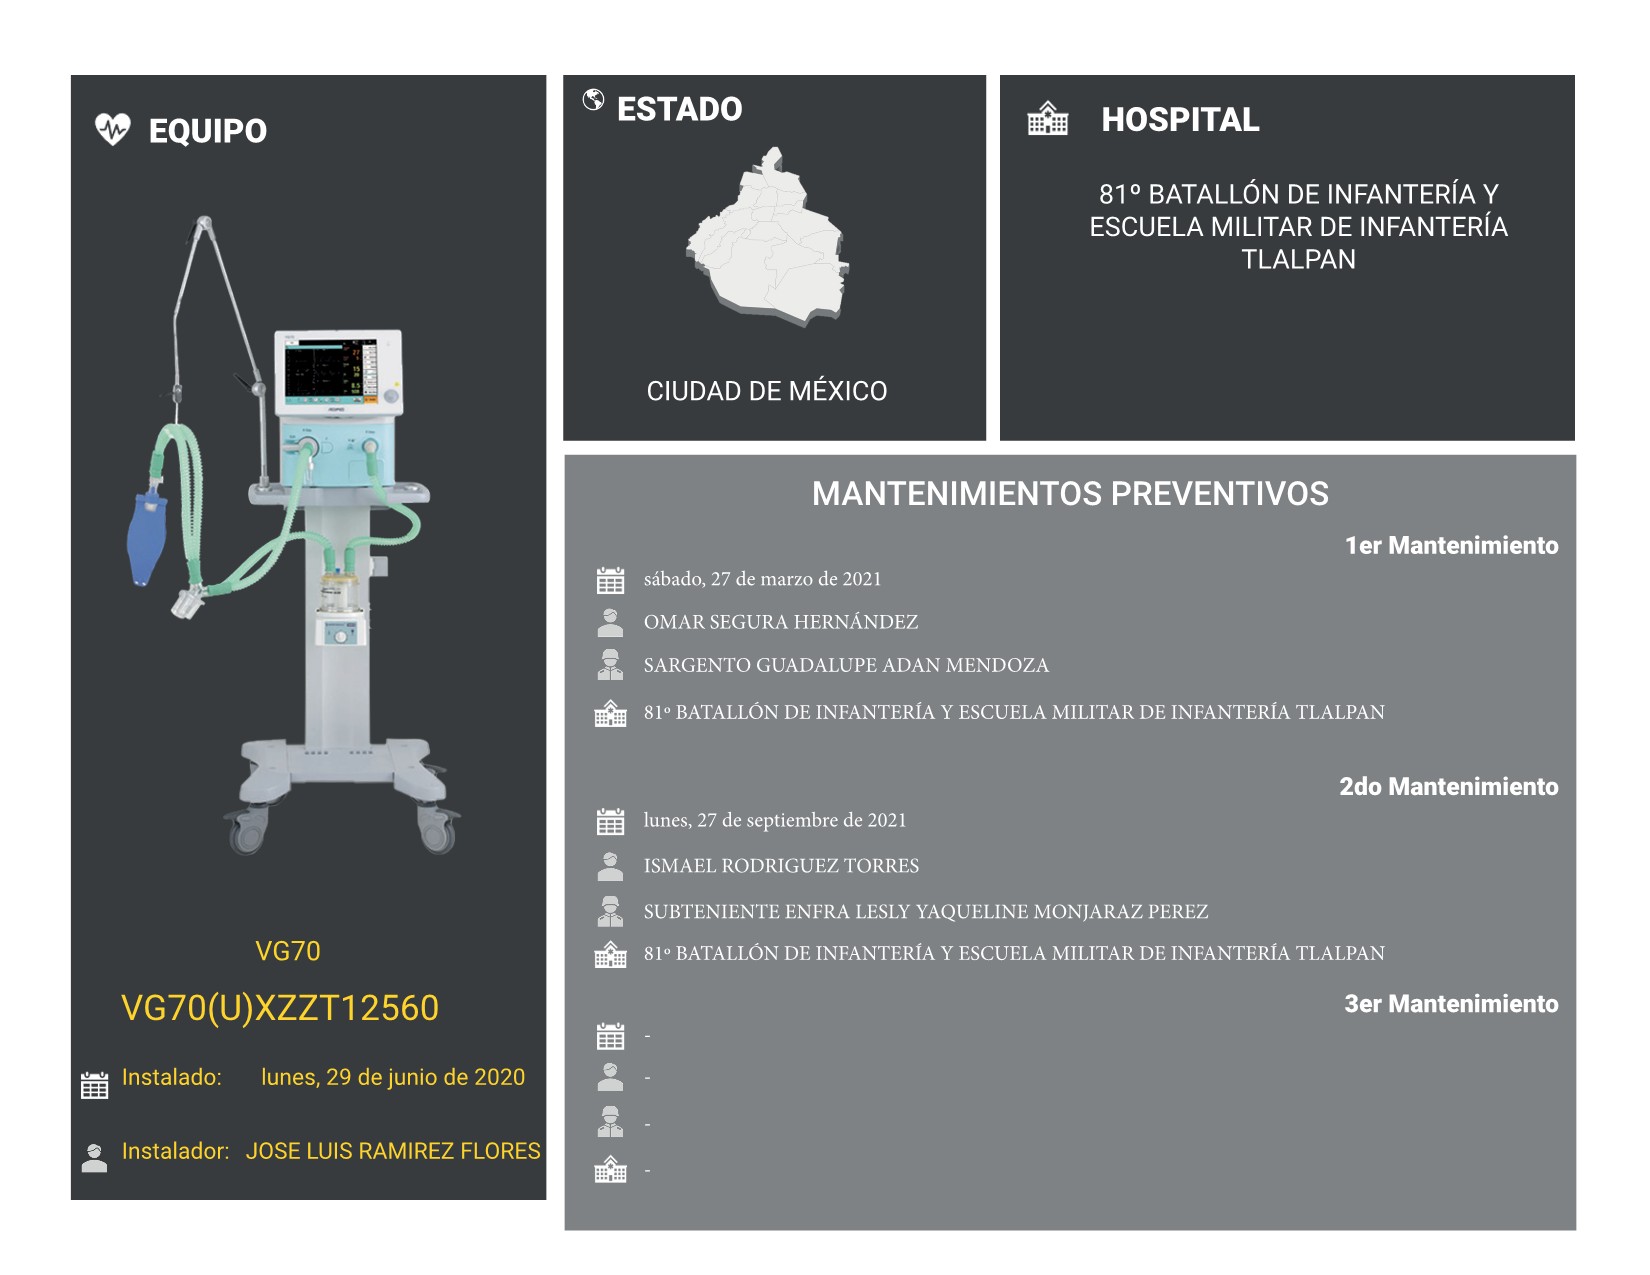 EQUIPO
VG70
VG70(U)XZZT12560
Instalado: lunes, 29 de junio de 2020
Instalador: JOSE LUIS RAMIREZ FLORES
ESTADO
CIUDAD DE MÉXICO
HOSPITAL
81º BATALLÓN DE INFANTERÍA Y
ESCUELA MILITAR DE INFANTERÍA
TLALPAN
MANTENIMIENTOS PREVENTIVOS
1er Mantenimiento
sábado, 27 de marzo de 2021
OMAR SEGURA HERNÁNDEZ
SARGENTO GUADALUPE ADAN MENDOZA
81º BATALLÓN DE INFANTERÍA Y ESCUELA MILITAR DE INFANTERÍA TLALPAN
2do Mantenimiento
lunes, 27 de septiembre de 2021
ISMAEL RODRIGUEZ TORRES
SUBTENIENTE ENFRA LESLY YAQUELINE MONJARAZ PEREZ
81º BATALLÓN DE INFANTERÍA Y ESCUELA MILITAR DE INFANTERÍA TLALPAN
3er Mantenimiento
-
-
-
-